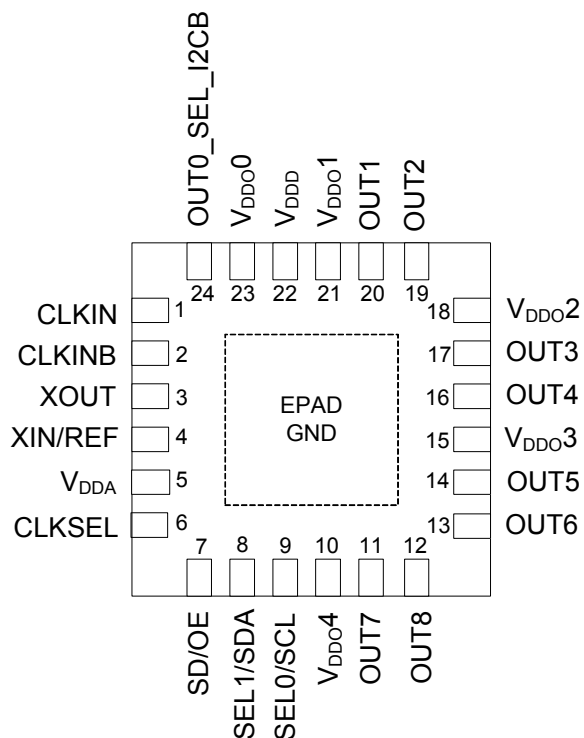 OUT0_SEL_I2CB
VDDO0
VDDD
VDDO1
OUT1
OUT2
24
23
22
21
20
19
CLKIN
1
CLKINB
2
XOUT
3
XIN/REF
4
VDDA
5
CLKSEL
6
18
VDDO2
17
OUT3
16
OUT4
15
VDDO3
14
OUT5
13
OUT6
EPAD
GND
7
8
9
10
11
12
SD/OE
SEL1/SDA
SEL0/SCL
VDDO4
OUT7
OUT8